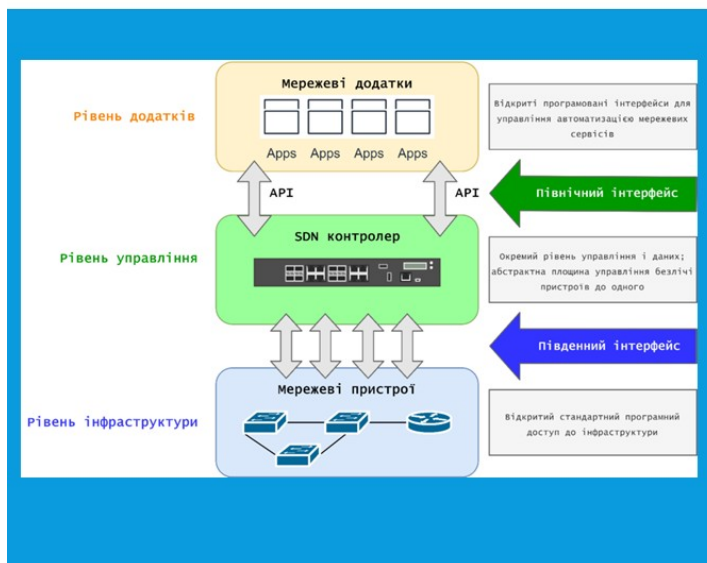 Мережеві додатки
Рівень додатків
Apps Apps Apps Apps
Відкриті програмовані інтерфейси для
управління автоматизацією мережевих
сервісів
API
API
Північний інтерфейс
SDN контролер
Рівень управління
Окремий рівень управління і даних;
абстрактна площина управління безлічі
пристроїв до одного
Південний інтерфейс
Мережеві пристрої
Рівень інфраструктури
Відкритий стандартний програмний
доступ до інфраструктури